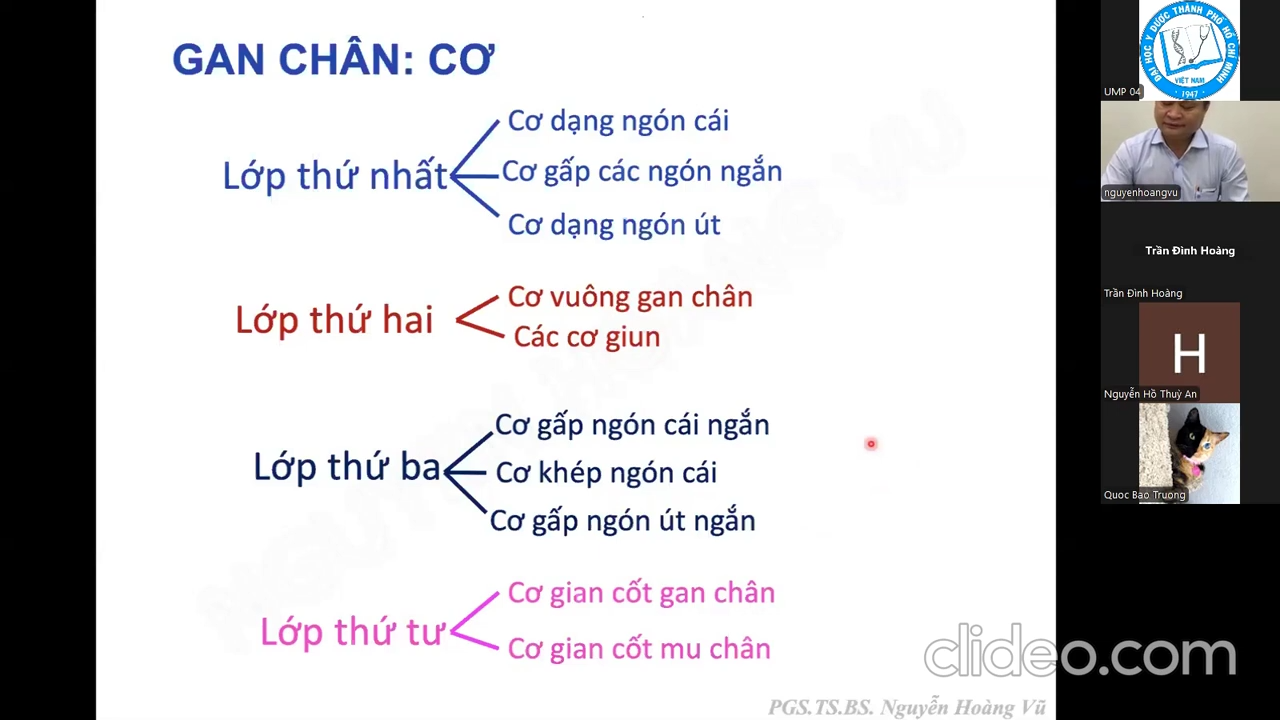 GAN CHÂN: CƠ
Lớp thứ nhất
Cơ dạng ngón cái
Cơ gấp các ngón ngắn
Cơ dạng ngón út
Lớp thứ hai
Cơ vuông gan chân
Các cơ giun
Lớp thứ ba
Cơ gấp ngón cái ngắn
Cơ khép ngón cái
Cơ gấp ngón út ngắn
Lớp thứ tư
Cơ gian cốt gan chân
Cơ gian cốt mu chân
PGS.TS.BS. Nguyễn Hoàng Vũ
clideo.com
NGUYEN HOANG VU
ĐẠI HỌC Y DƯỢC THÀNH PHỐ HỒ CHÍ MINH
VIỆT NAM
1947
UMP 04
nguyenhoangvu
Trần Đình Hoàng
Trần Đình Hoàng
H
Nguyễn Hồ Thuỳ An
Quoc Bao Truong